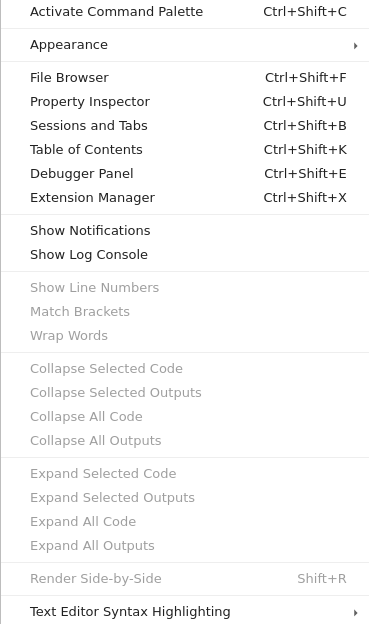 Activate Command Palette Ctrl+Shift+C
Appearance
File Browser Ctrl+Shift+F
Property Inspector Ctrl+Shift+U
Sessions and Tabs Ctrl+Shift+B
Table of Contents Ctrl+Shift+K
Debugger Panel Ctrl+Shift+E
Extension Manager Ctrl+Shift+X
Show Notifications
Show Log Console
Show Line Numbers
Match Brackets
Wrap Words
Collapse Selected Code
Collapse Selected Outputs
Collapse All Code
Collapse All Outputs
Expand Selected Code
Expand Selected Outputs
Expand All Code
Expand All Outputs
Render Side-by-Side Shift+R
Text Editor Syntax Highlighting